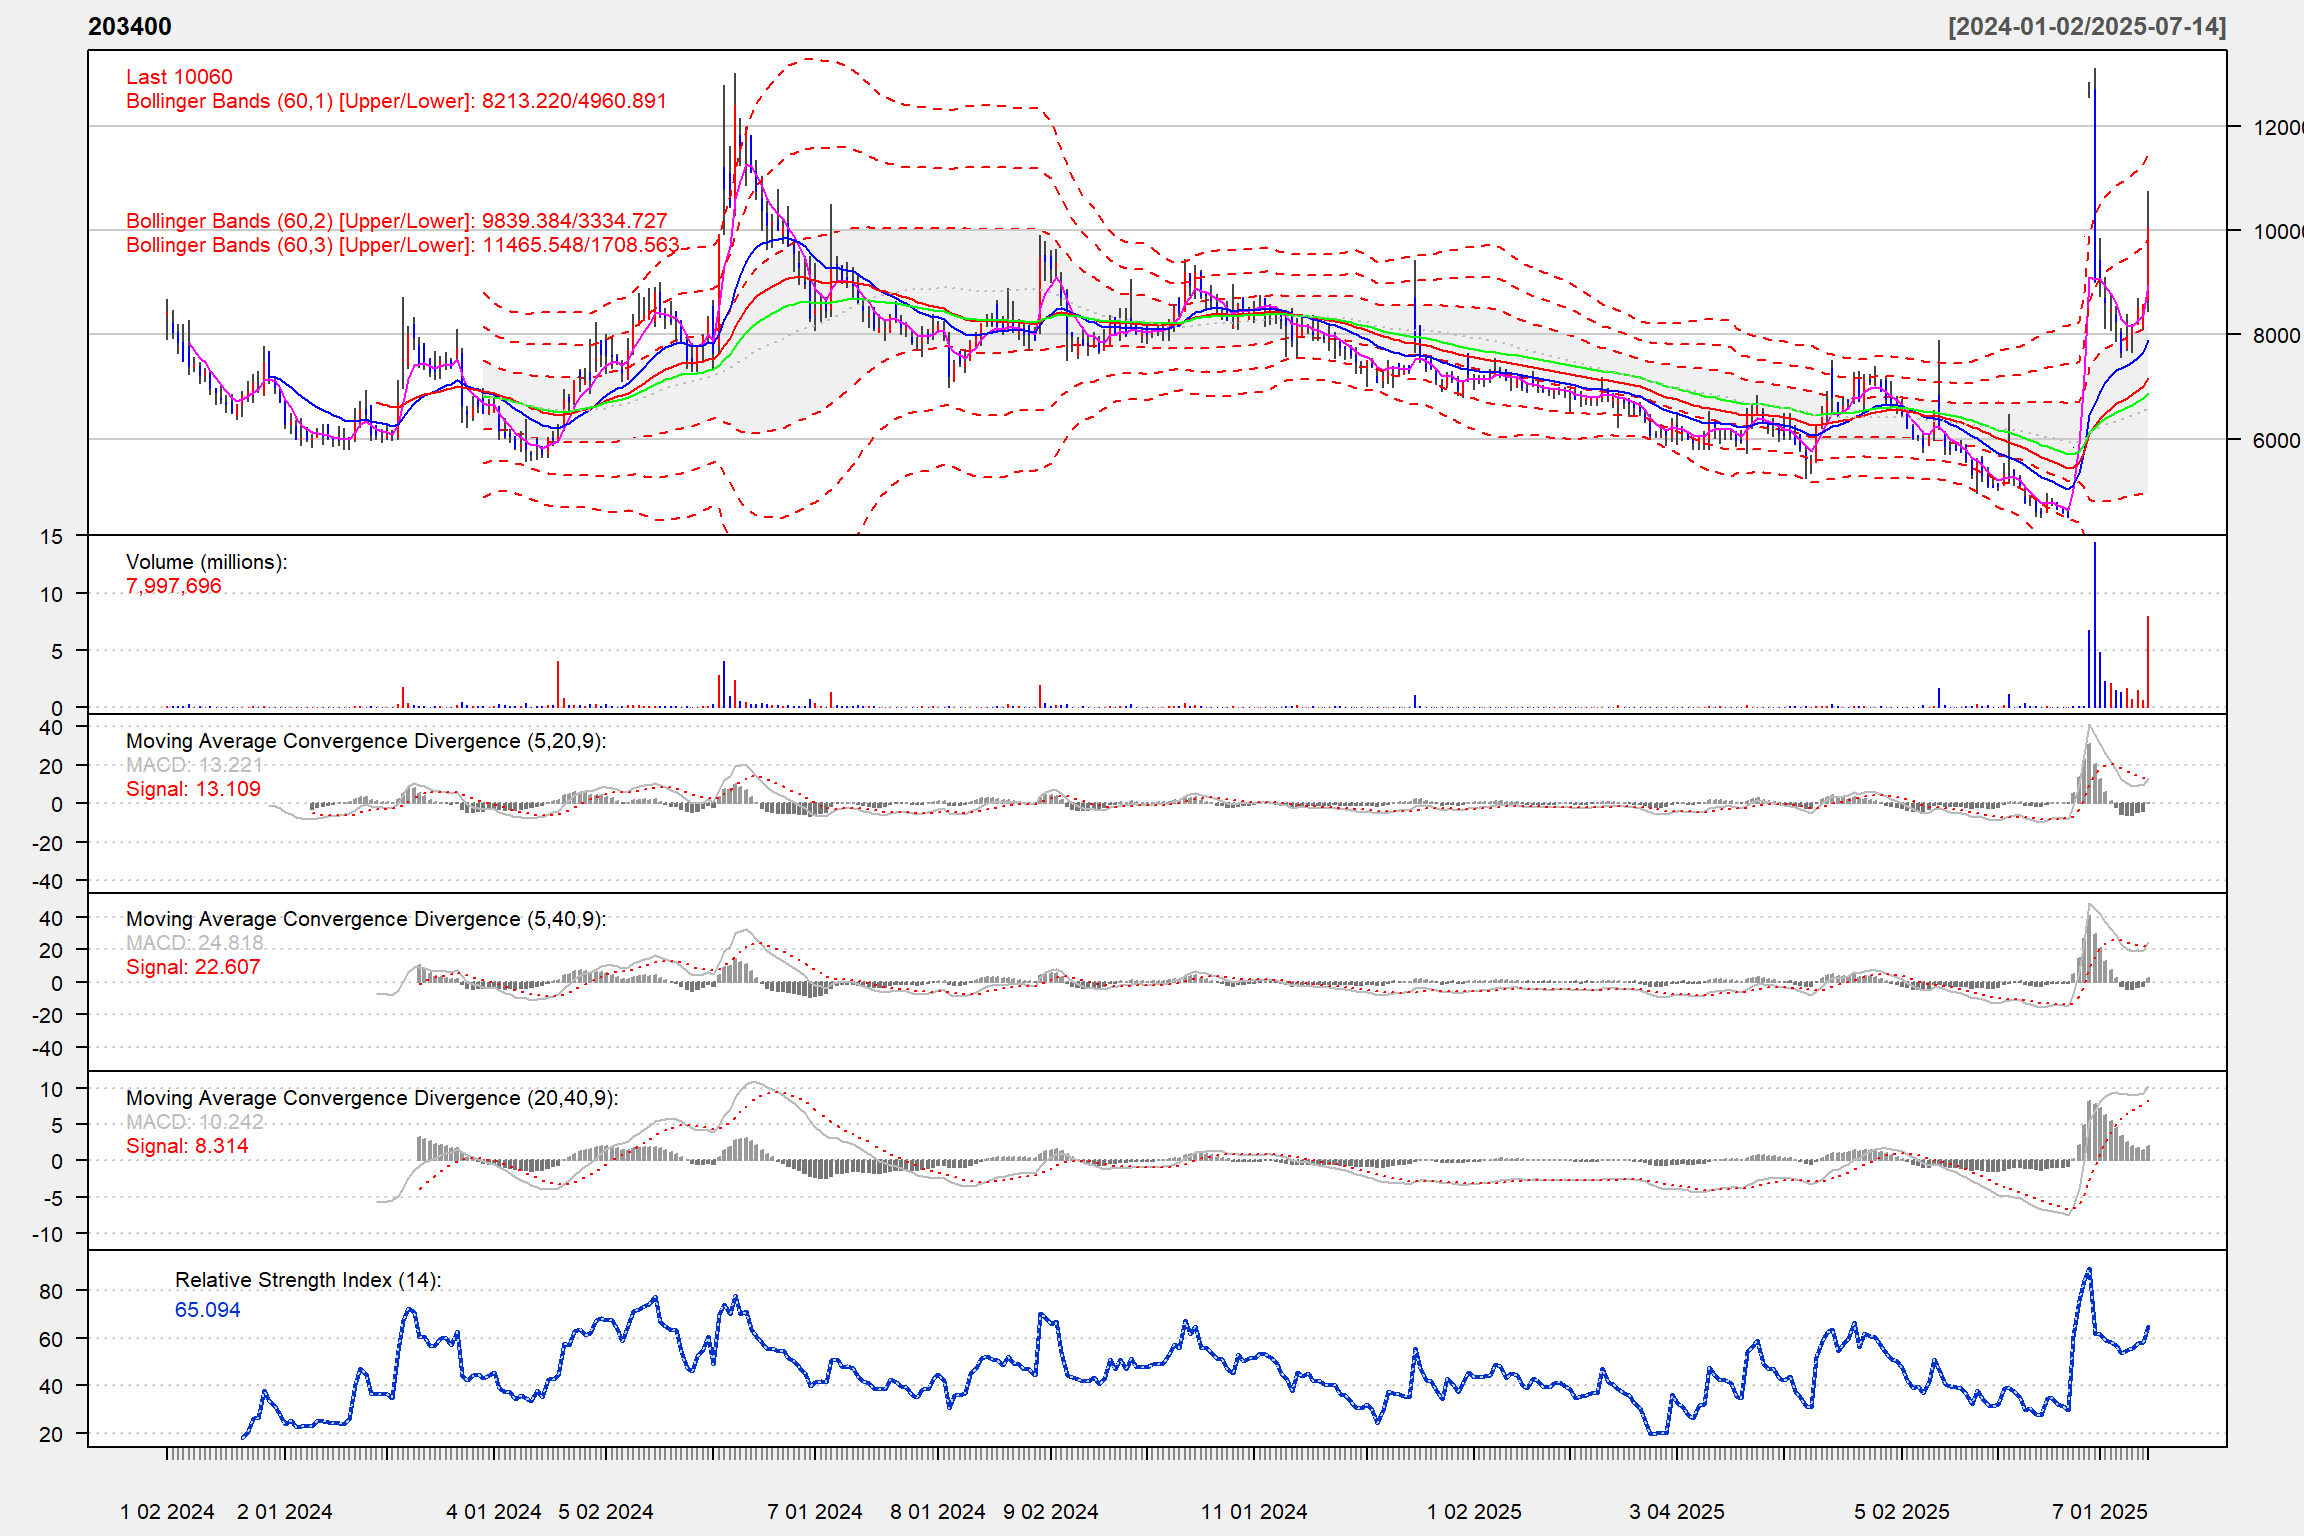 203400 [2024-01-02/2025-07-14]
Last 10060
Bollinger Bands (60,1) [Upper/Lower]: 8213.220/4960.891
Bollinger Bands (60,2) [Upper/Lower]: 9839.384/3334.727
Bollinger Bands (60,3) [Upper/Lower]: 11465.548/1708.563
12000
10000
8000
6000
Volume (millions):
7,997,696
15
10
5
0
Moving Average Convergence Divergence (5,20,9):
MACD: 13.221
Signal: 13.109
40
20
0
-20
-40
Moving Average Convergence Divergence (5,40,9):
MACD: 24.818
Signal: 22.607
40
20
0
-20
-40
Moving Average Convergence Divergence (20,40,9):
MACD: 10.242
Signal: 8.314
10
5
0
-5
-10
Relative Strength Index (14):
65.094
80
60
40
20
1 02 2024 2 01 2024 4 01 2024 5 02 2024 7 01 2024 8 01 2024 9 02 2024 11 01 2024 1 02 2025 3 04 2025 5 02 2025 7 01 2025